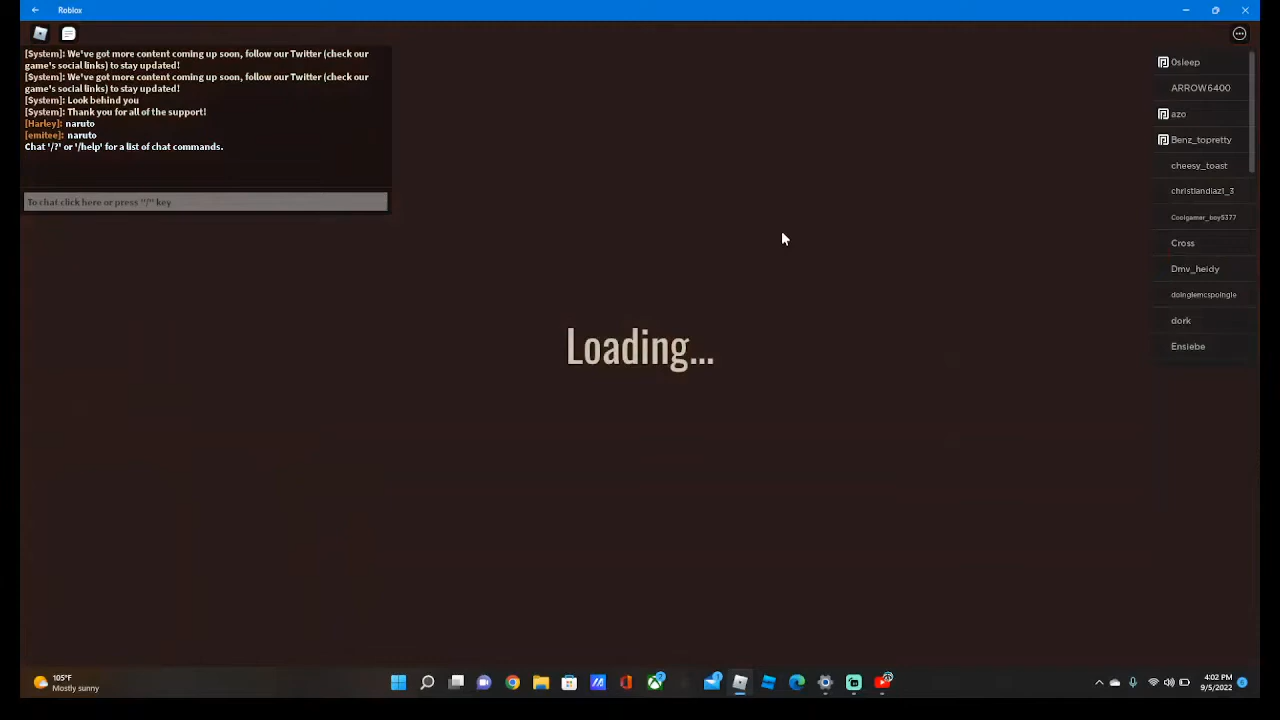 Roblox
[System]: We've got more content coming up soon, follow our Twitter (check our
game's social links) to stay updated!
[System]: We've got more content coming up soon, follow our Twitter (check our
game's social links) to stay updated!
[System]: Look behind you
[System]: Thank you for all of the support!
[Harley]: naruto
[emitee]: naruto
Chat '/?' or '/help' for a list of chat commands.
To chat click here or press "/" key
0sleep
ARROW6400
azo
Benz_topretty
cheesy_toast
christiandiaz1_3
Coolgamer_boy5377
Cross
Dmv_heidy
doinglemcspoingle
dork
Ensiebe
Loading...
105°F
Mostly sunny
4:02 PM
9/5/2022